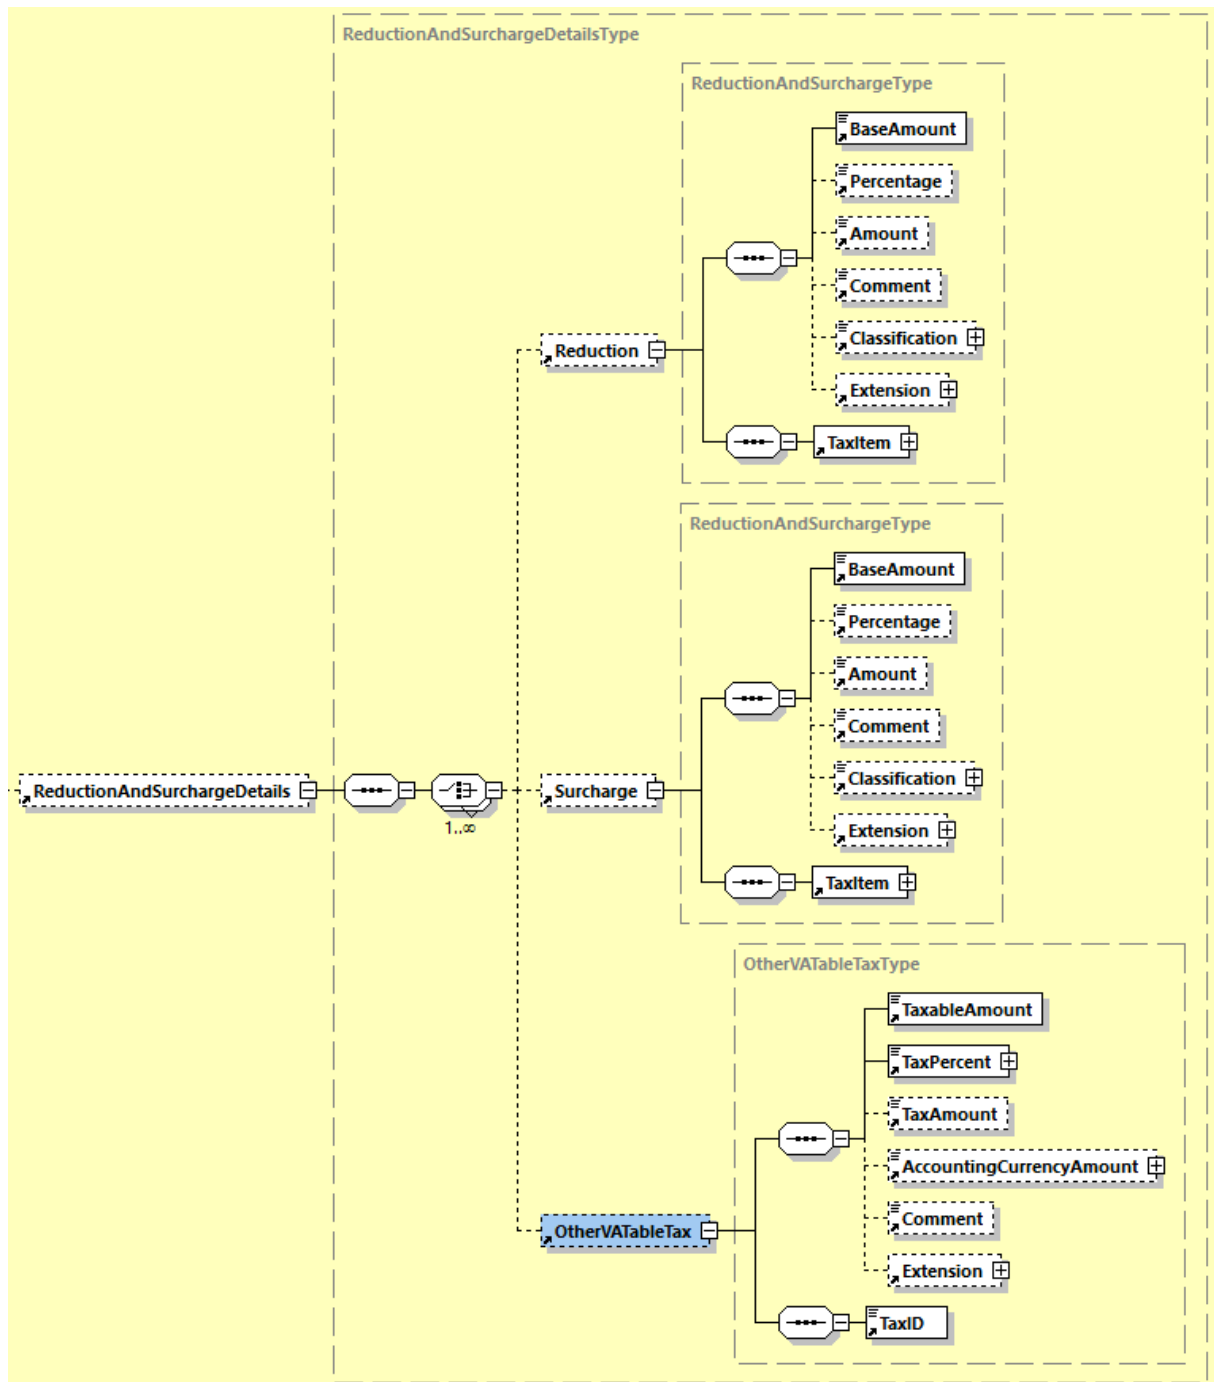 ReductionAndSurchargeDetailsType
ReductionAndSurchargeType
BaseAmount
Percentage
Amount
Comment
Classification
Extension
Reduction
TaxItem
ReductionAndSurchargeType
BaseAmount
Percentage
Amount
Comment
Classification
Extension
ReductionAndSurchargeDetails
1..∞
Surcharge
TaxItem
OtherVATableTaxType
TaxableAmount
TaxPercent
TaxAmount
AccountingCurrencyAmount
Comment
Extension
OtherVATableTax
TaxID